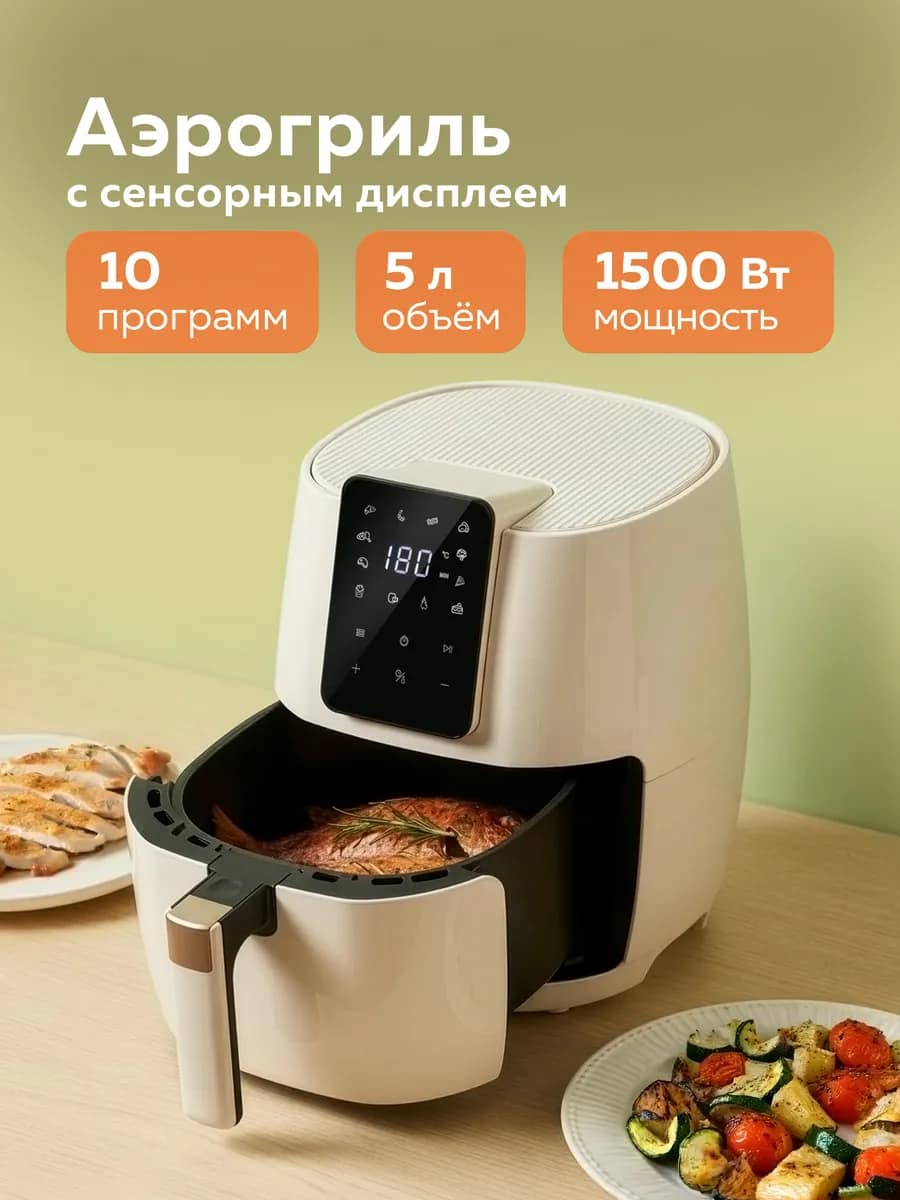 Аэрогриль
с сенсорным дисплеем
10
программ
5 л
объём
1500 Вт
мощность
180
°C